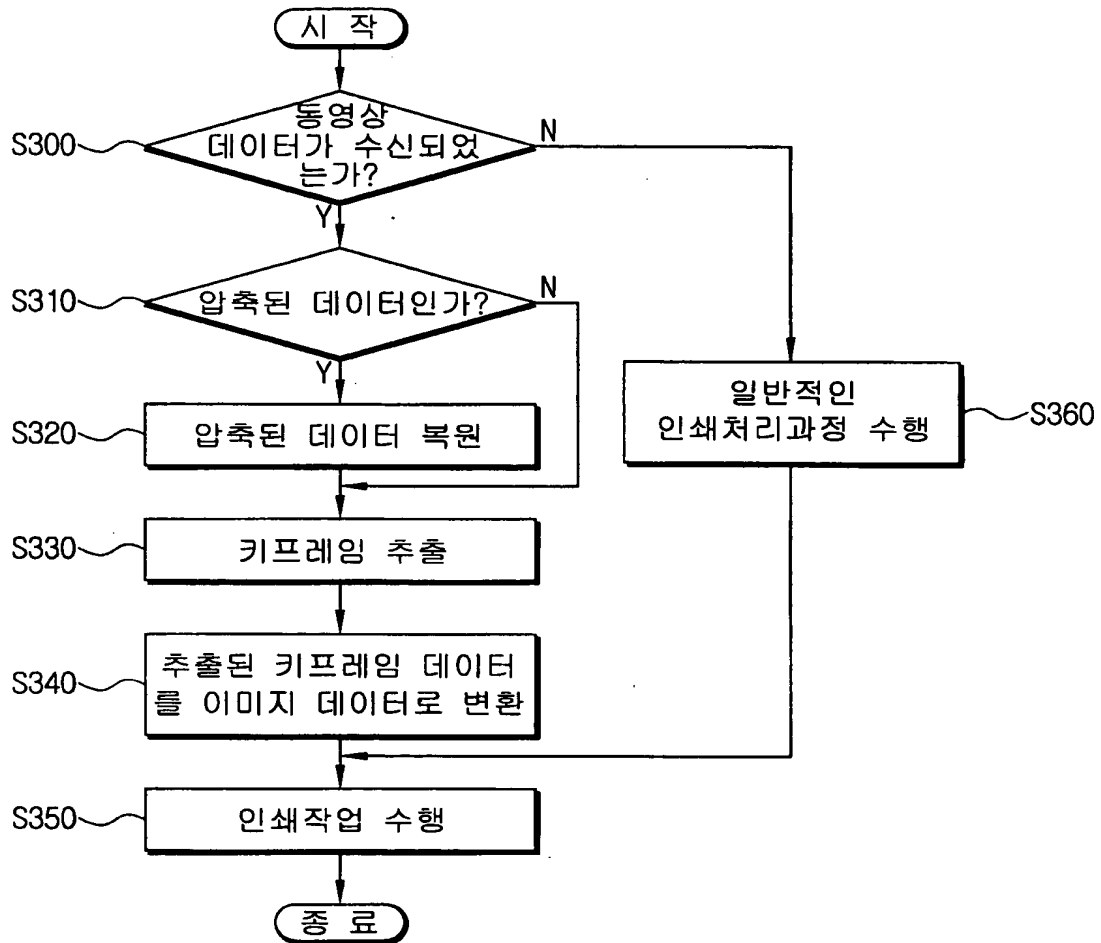 시 작
S300
동영상
데이터가 수신되었
는가?
N
Y
S310
압축된 데이터인가?
N
Y
S320
압축된 데이터 복원
일반적인
인쇄처리과정 수행
S360
S330
키프레임 추출
S340
추출된 키프레임 데이터
를 이미지 데이터로 변환
S350
인쇄작업 수행
종 료